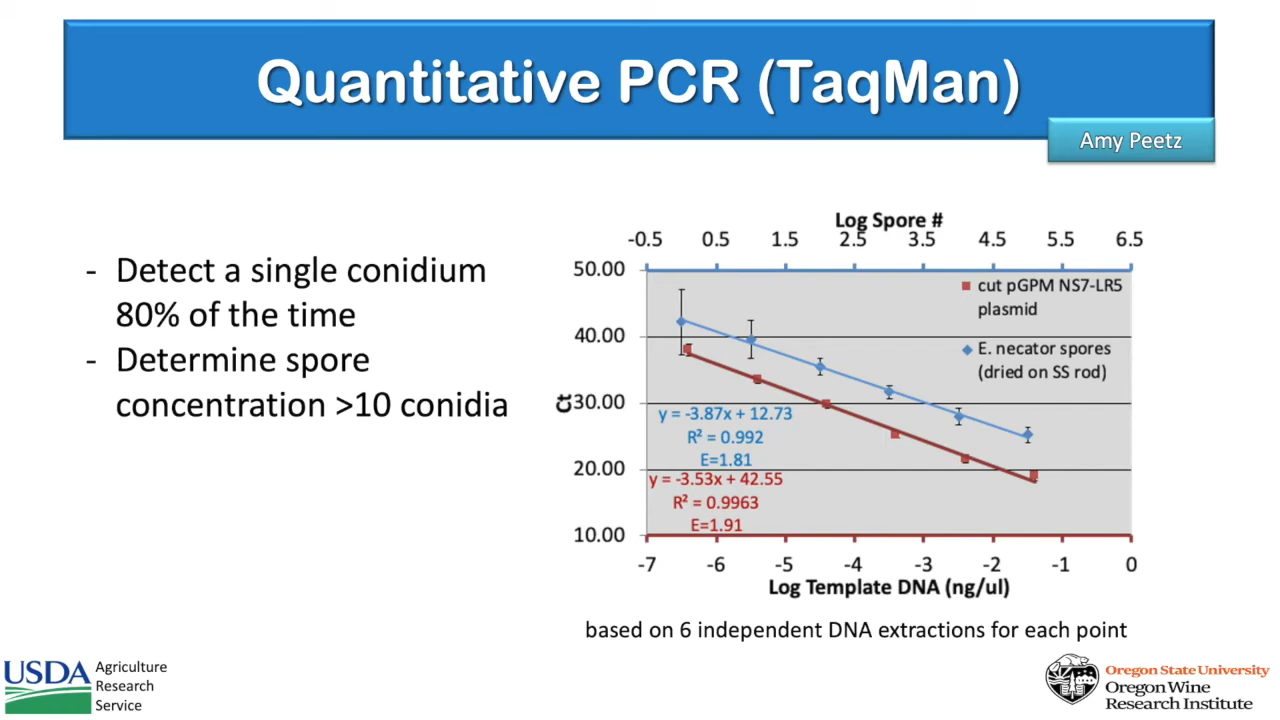 Quantitative PCR (TaqMan)
Amy Peetz
- Detect a single conidium
80% of the time
- Determine spore
concentration >10 conidia
Log Spore #
-0.5 0.5 1.5 2.5 3.5 4.5 5.5 6.5
50.00
40.00
30.00
20.00
10.00
Ct
cut pGPM NS7-LR5
plasmid
E. necator spores
(dried on SS rod)
y = -3.87x + 12.73
R² = 0.992
E=1.81
y = -3.53x + 42.55
R² = 0.9963
E=1.91
-7 -6 -5 -4 -3 -2 -1 0
Log Template DNA (ng/ul)
based on 6 independent DNA extractions for each point
USDA
Agriculture
Research
Service
Oregon State University
Oregon Wine
Research Institute